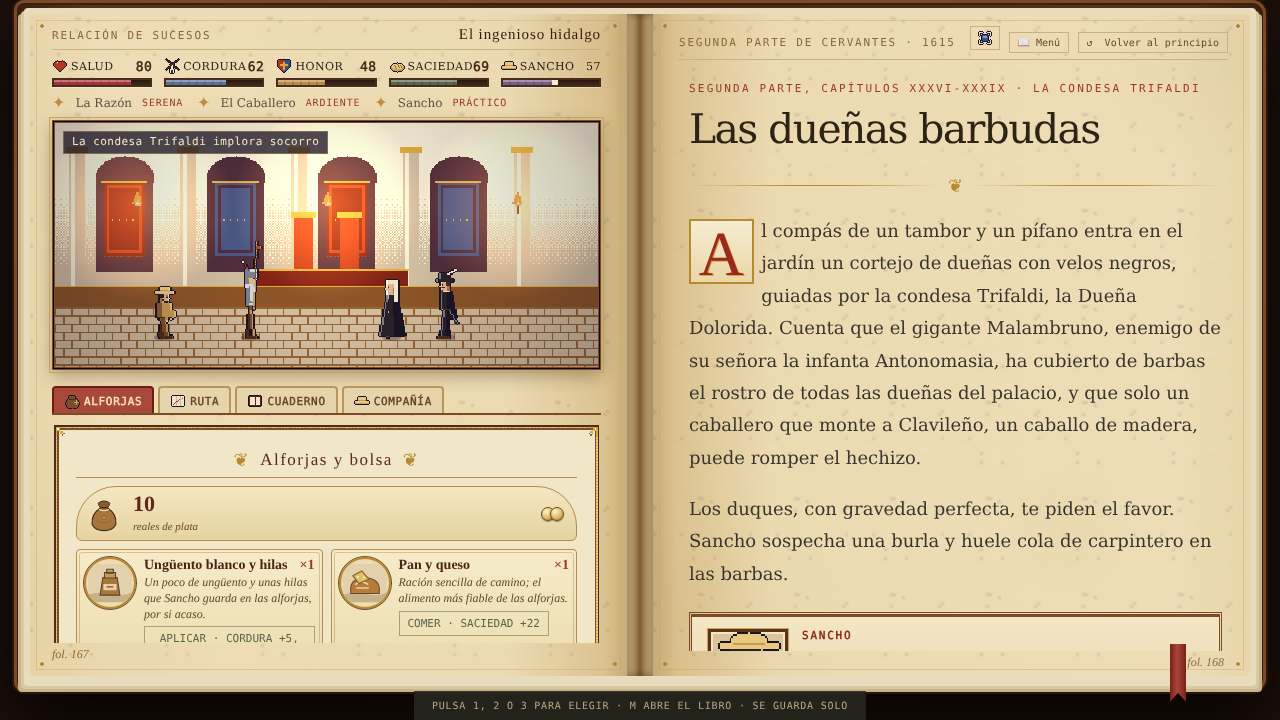 RELACIÓN DE SUCESOS
El ingenioso hidalgo
SALUD 80
CORDURA 62
HONOR 48
SACIEDAD 69
SANCHO 57
La Razón SERENA
El Caballero ARDIENTE
Sancho PRÁCTICO
La condesa Trifaldi implora socorro
ALFORJAS
RUTA
CUADERNO
COMPAÑÍA
Alforjas y bolsa
10
reales de plata
Ungüento blanco y hilas ×1
Un poco de ungüento y unas hilas
que Sancho guarda en las alforjas,
por si acaso.
APLICAR · CORDURA +5,
Pan y queso ×1
Ración sencilla de camino; el
alimento más fiable de las alforjas.
COMER · SACIEDAD +22
fol. 167
SEGUNDA PARTE DE CERVANTES · 1615
Menú
Volver al principio
SEGUNDA PARTE, CAPÍTULOS XXXVI-XXXIX · LA CONDESA TRIFALDI
Las dueñas barbudas
Al compás de un tambor y un pífano entra en el
jardín un cortejo de dueñas con velos negros,
guiadas por la condesa Trifaldi, la Dueña
Dolorida. Cuenta que el gigante Malambruno, enemigo de
su señora la infanta Antonomasia, ha cubierto de barbas
el rostro de todas las dueñas del palacio, y que solo un
caballero que monte a Clavileño, un caballo de madera,
puede romper el hechizo.
Los duques, con gravedad perfecta, te piden el favor.
Sancho sospecha una burla y huele cola de carpintero en
las barbas.
SANCHO
fol. 168
PULSA 1, 2 O 3 PARA ELEGIR · M ABRE EL LIBRO · SE GUARDA SOLO